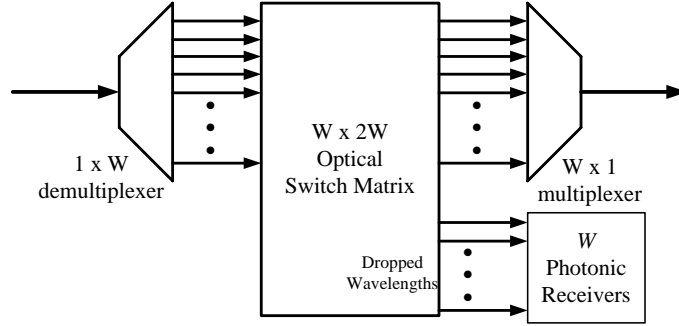 1 x W
demultiplexer
W x 2W
Optical
Switch Matrix
W x 1
multiplexer
Dropped
Wavelengths
W
Photonic
Receivers